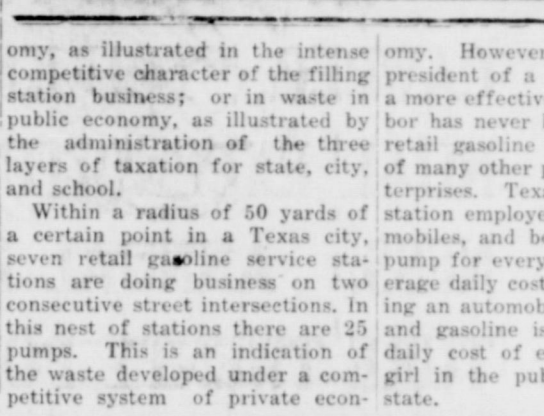 omy, as illustrated in the intense
competitive character of the filling
station business; or in waste in
public economy, as illustrated by
the administration of the three
layers of taxation for state, city,
and school.
Within a radius of 50 yards of
a certain point in a Texas city,
seven retail gasoline service sta-
tions are doing business on two
consecutive street intersections. In
this nest of stations there are 25
pumps. This is an indication of
the waste developed under a com-
petitive system of private econ-
omy. However
president of a
a more effectiv
bor has never
retail gasoline
of many other
terprises. Tex
station employe
mobiles, and b
pump for every
erage daily cost
ing an automob
and gasoline is
daily cost of e
girl in the pu
state.